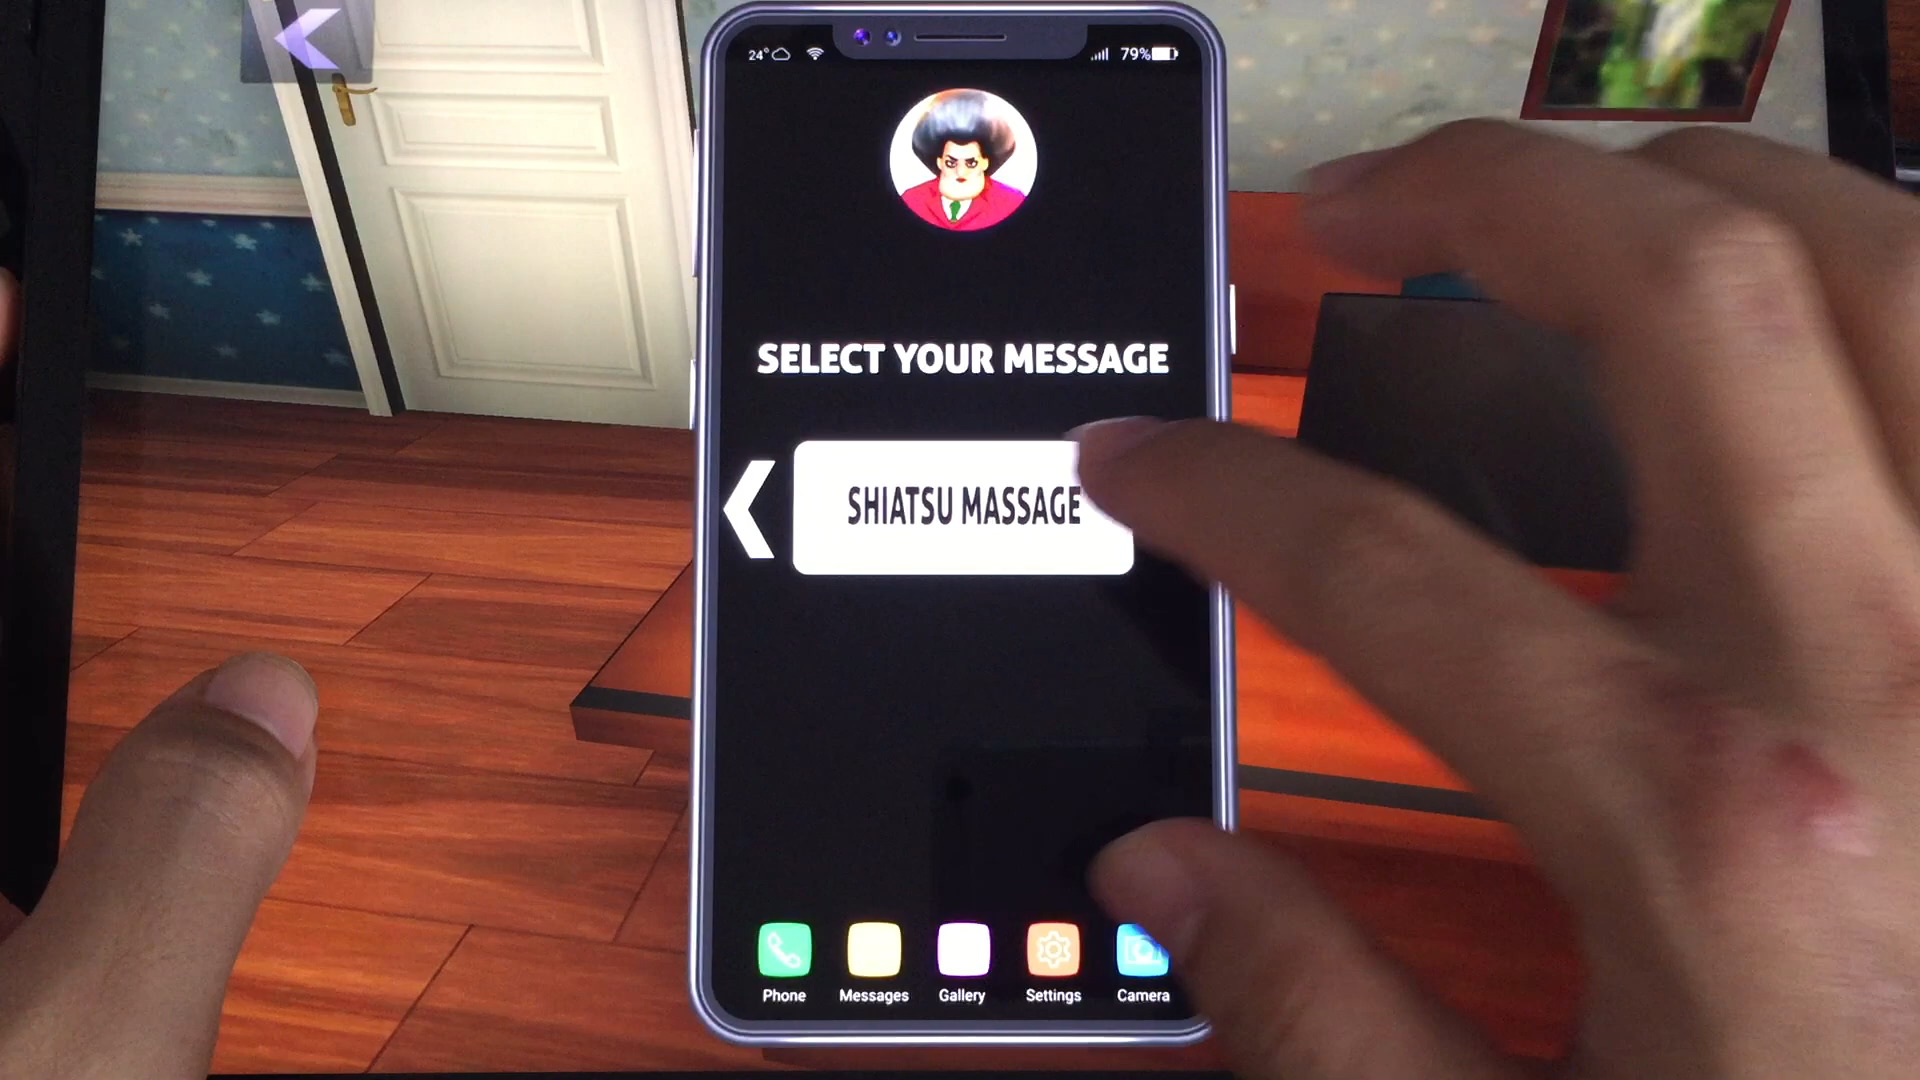 24°
79%
SELECT YOUR MESSAGE
SHIATSU MASSAGE
Phone Messages Gallery Settings Camera